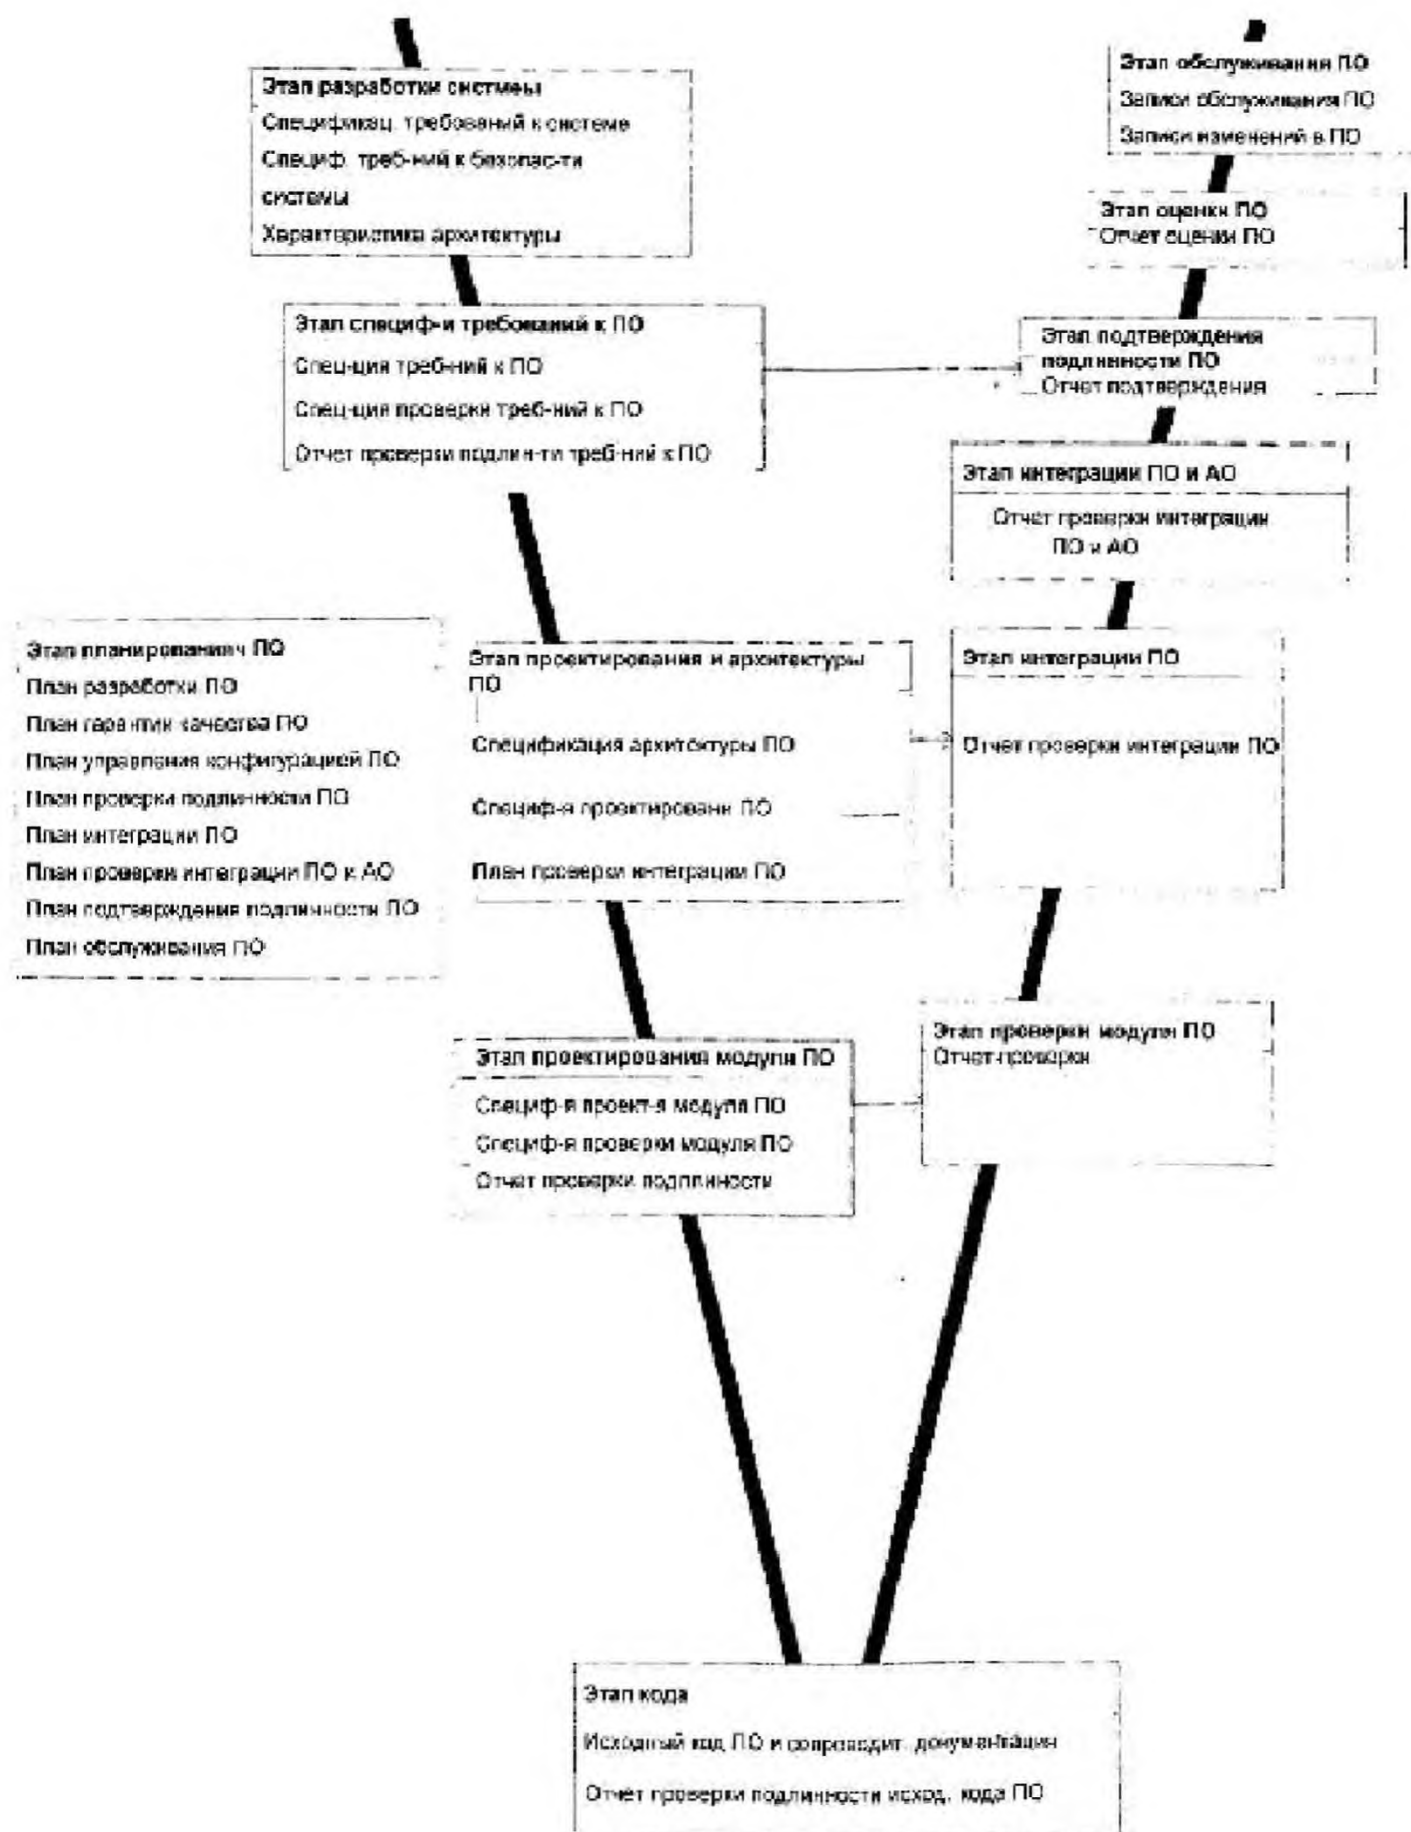 Этап разработки систмеы
Спецификац. требований к системе
Специф. треб-ний к безопас-ти
системы
Характеристика архитектуры
Этап обслуживания ПО
Записи обслуживания ПО
Записи изменений в ПО
Этап оценки ПО
Отчет оценки ПО
Этап специф-и требований к ПО
Спец-ция треб-ний к ПО
Спец-ция проверки треб-ний к ПО
Отчет проверки подлин-ти треб-ний к ПО
Этап подтверждения
подлинности ПО
Отчет подтверждения
Этап интеграции ПО и АО
Отчет проверки интеграции
ПО и АО
Этап планированияч ПО
План разработки ПО
План гарантии качества ПО
План управления конфигурацией ПО
План проверки подлинности ПО
План интеграции ПО
План проверки интеграции ПО и АО
План подтверждения подлинности ПО
План обслуживания ПО
Этап проектирования и архитектуры
ПО
Спецификация архитектуры ПО
Специф-я проектировани ПО
План проверки интеграции ПО
Этап интеграции ПО
Отчет проверки интеграции ПО
Этап проектирования модуля ПО
Специф-я проект-я модуля ПО
Специф-я проверки модуля ПО
Отчет проверки подплинности
Этап проверки модуля ПО
Отчет-проверки
Этап кода
Исходный код ПО и сопроводит. документация
Отчет проверки подлинности исход. кода ПО